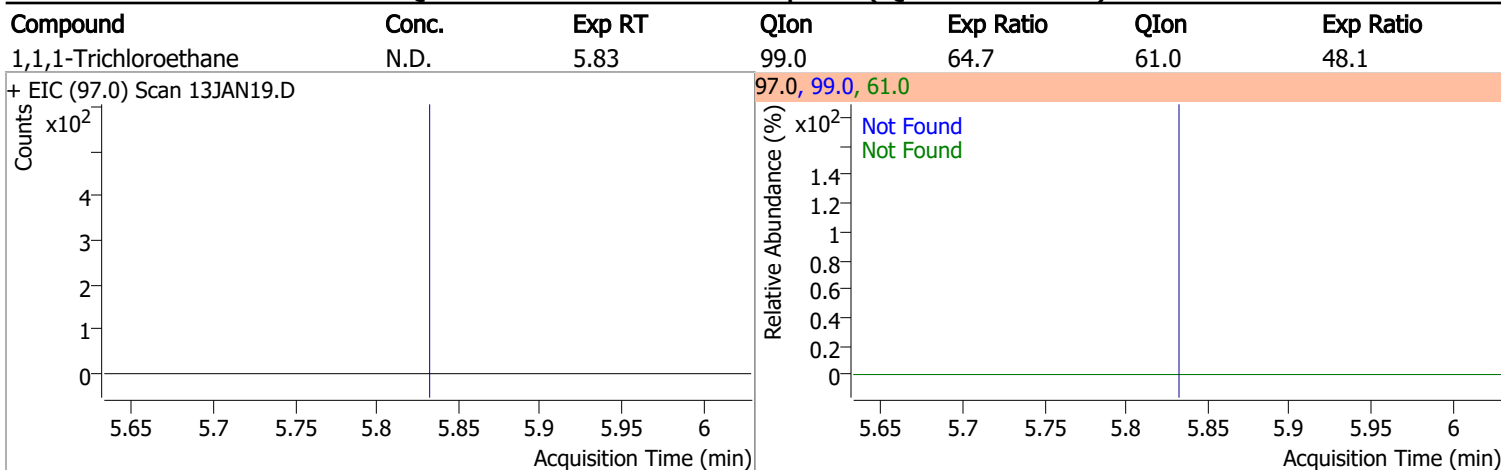 Compound Conc. Exp RT QIon Exp Ratio QIon Exp Ratio
1,1,1-Trichloroethane N.D. 5.83 99.0 64.7 61.0 48.1
+ EIC (97.0) Scan 13JAN19.D
Counts
x10²
4
3
2
1
0
5.65 5.7 5.75 5.8 5.85 5.9 5.95 6
Acquisition Time (min)
97.0, 99.0, 61.0
Relative Abundance (%)
x10²
Not Found
Not Found
1.4
1.2
1
0.8
0.6
0.4
0.2
0
5.65 5.7 5.75 5.8 5.85 5.9 5.95 6
Acquisition Time (min)